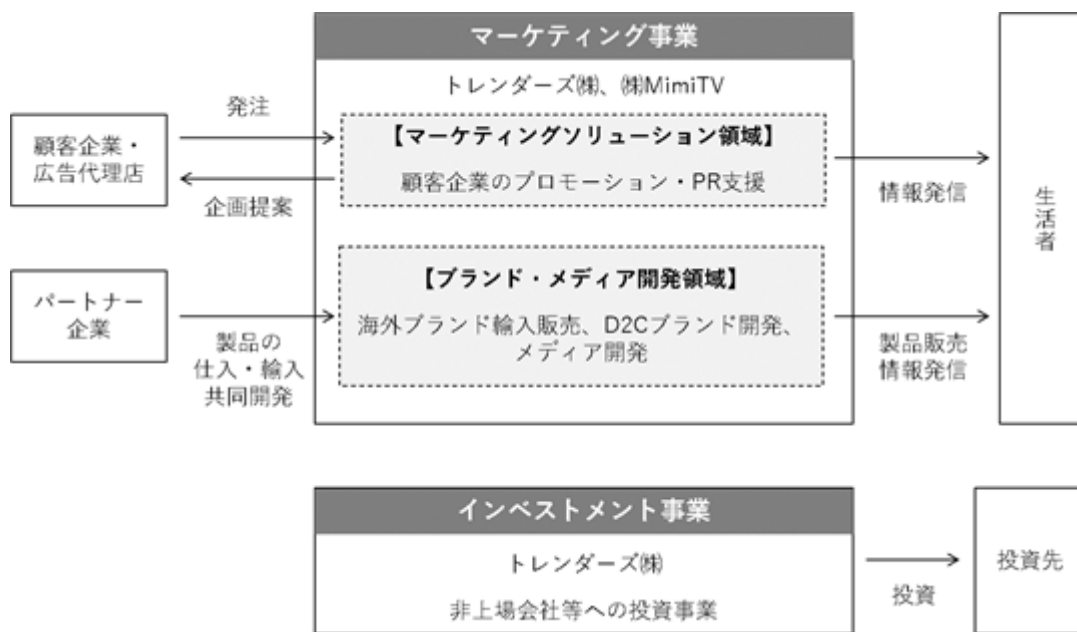 マーケティング事業
トレンダーズ㈱、㈱MimiTV
発注
顧客企業・
広告代理店
企画提案
【マーケティングソリューション領域】
顧客企業のプロモーション・PR支援
情報発信
生活者
パートナー
企業
製品の
仕入・輸入
共同開発
【ブランド・メディア開発領域】
海外ブランド輸入販売、D2Cブランド開発、
メディア開発
製品販売
情報発信
インベストメント事業
トレンダーズ㈱
非上場会社等への投資事業
投資
投資先